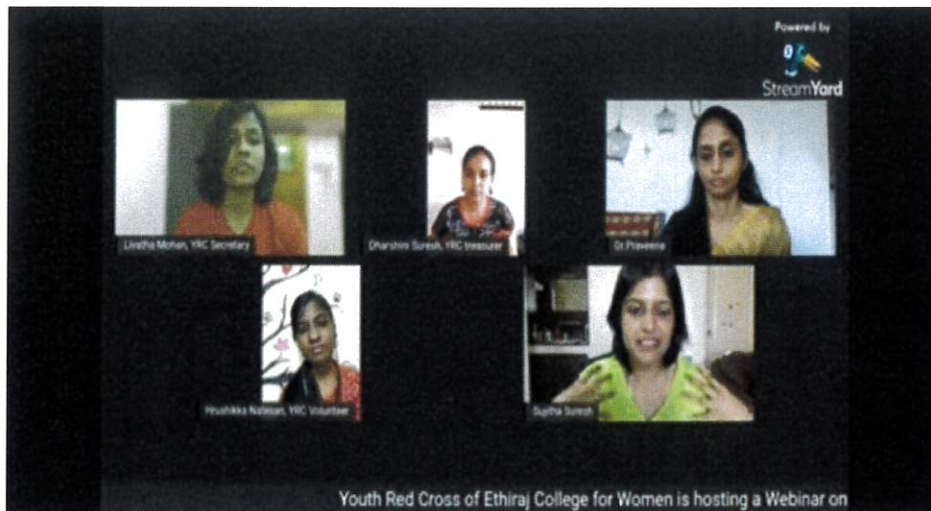 Powered by
StreamYard
Livatha Mohan, YRC Secretary
Dharshini Suresh, YRC treasurer
Dr.Praveena
Hrushikka Natesan, YRC Volunteer
Sujitha Suresh
Youth Red Cross of Ethiraj College for Women is hosting a Webinar on